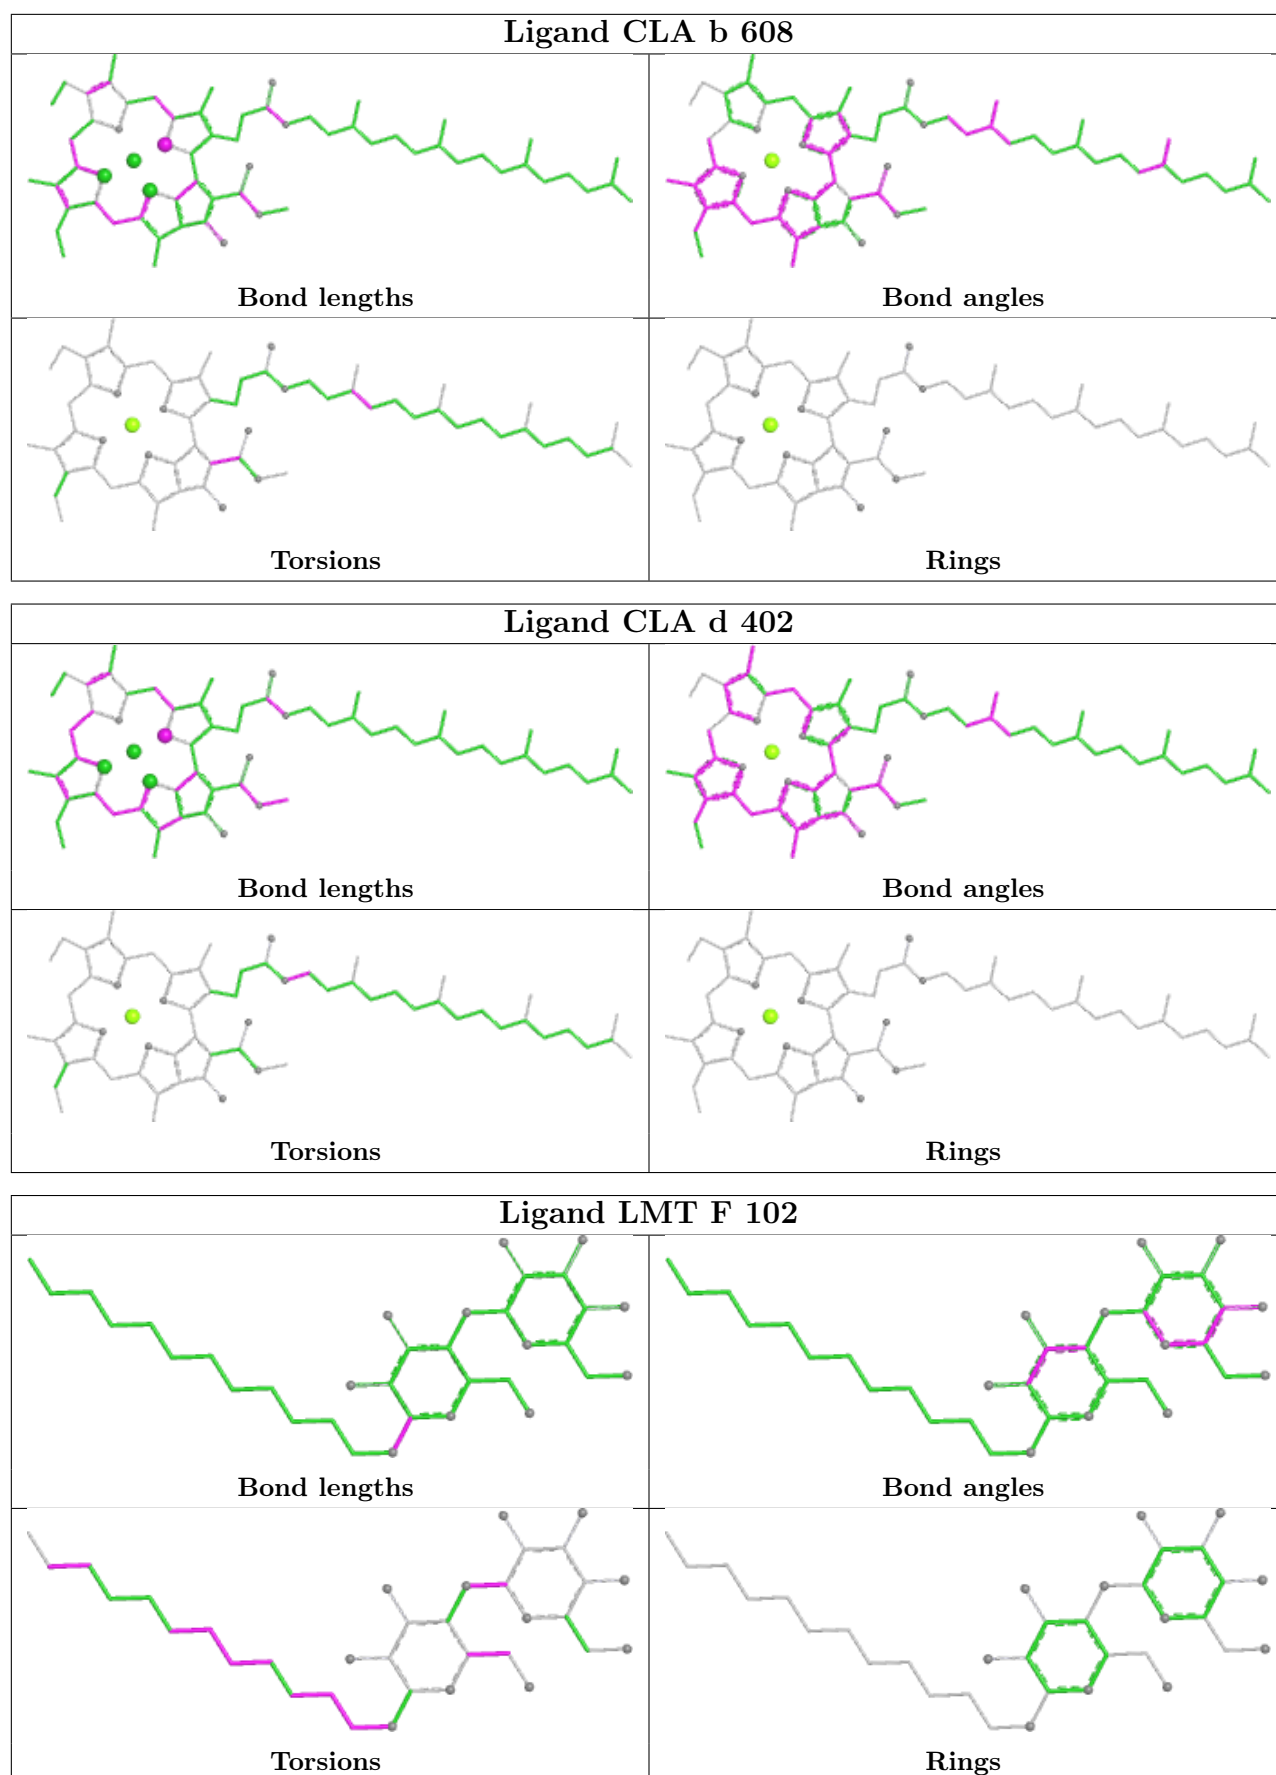 Ligand CLA b 608
Bond lengths
Bond angles
Torsions
Rings
Ligand CLA d 402
Bond lengths
Bond angles
Torsions
Rings
Ligand LMT F 102
Bond lengths
Bond angles
Torsions
Rings